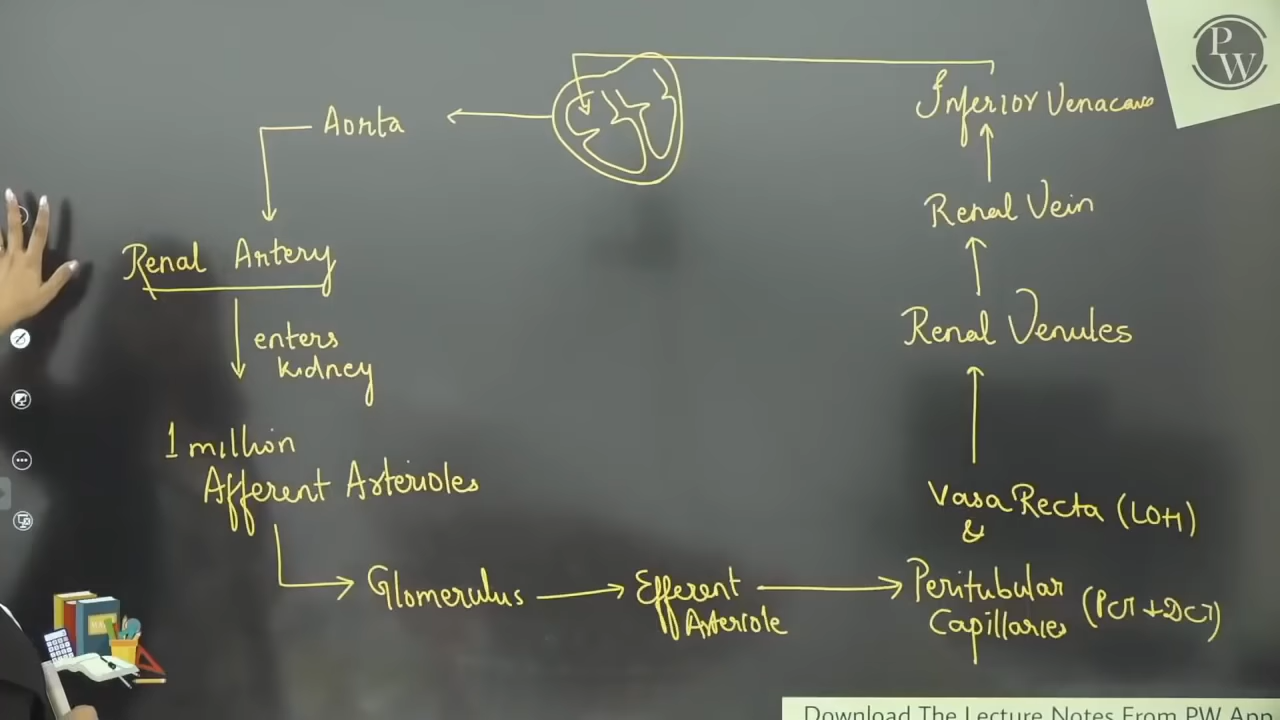 PW
Aorta
Inferior Venacava
Renal Artery
Renal Vein
enters
kidney
Renal Venules
1 million
Afferent Arterioles
Vasa Recta (LOH)
&
Glomerulus
Efferent
Arteriole
Peritubular
Capillaries (PCT + DCT)
Download The Lecture Notes From PW App